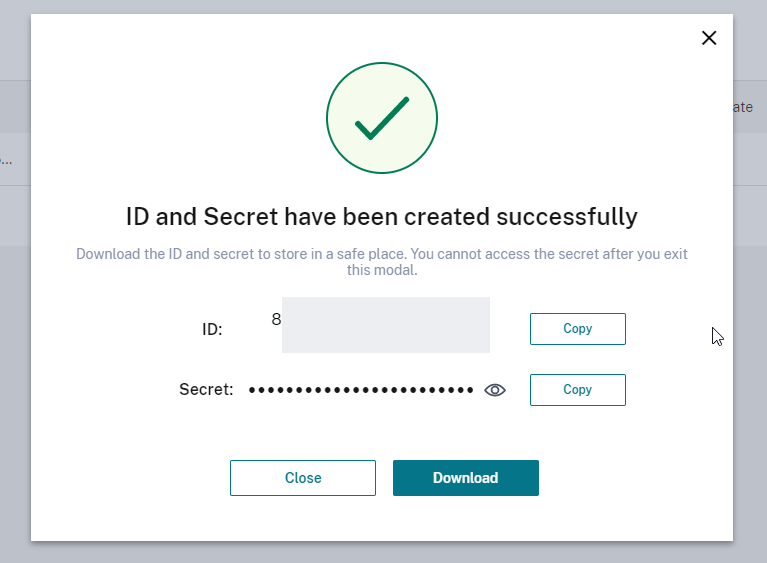 ate
...
ID and Secret have been created successfully
Download the ID and secret to store in a safe place. You cannot access the secret after you exit
this modal.
ID: 8 Copy
Secret: •••••••••••••••••••••••• Copy
Close Download